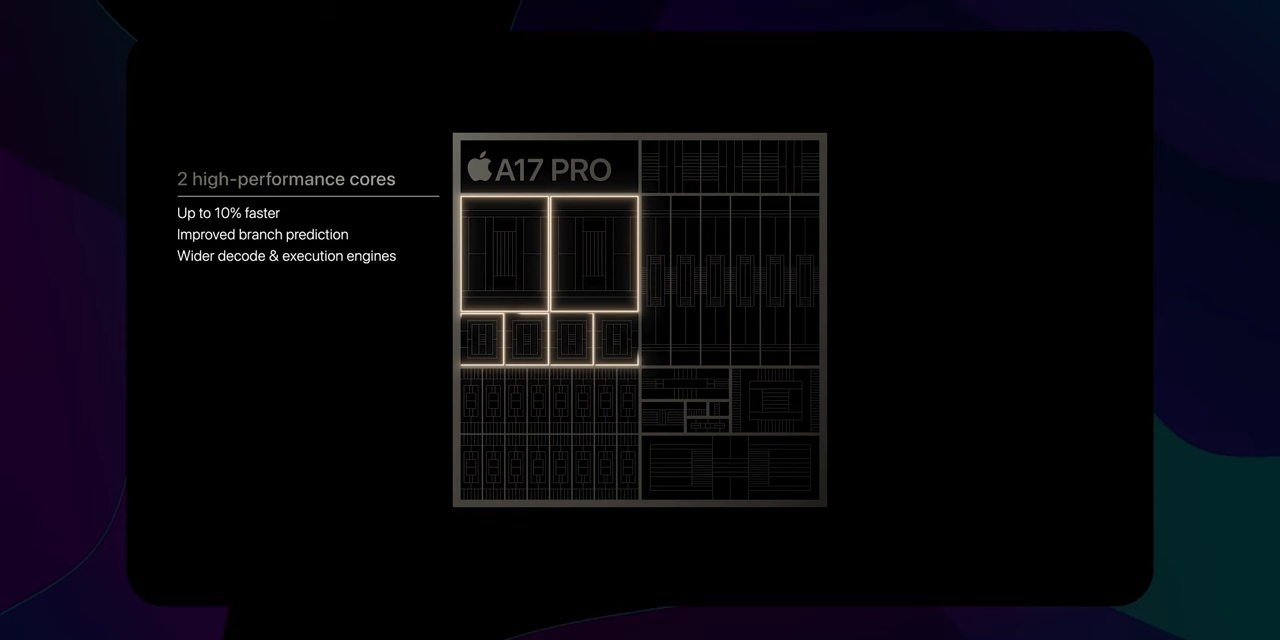 2 high-performance cores
Up to 10% faster
Improved branch prediction
Wider decode & execution engines
A17 PRO